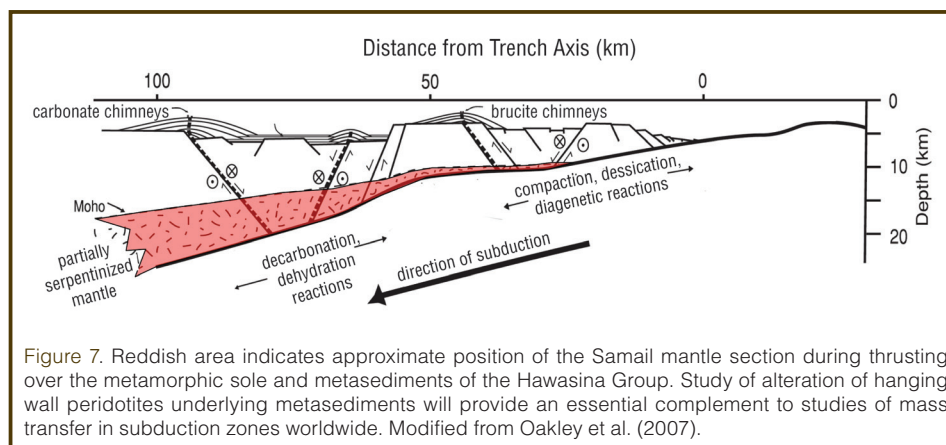 Distance from Trench Axis (km)
100 50 0
carbonate chimneys
brucite chimneys
0
10
20
Depth (km)
Moho
partially
serpentinized
mantle
decarbonation,
dehydration
reactions
compaction, dessication,
diagenetic reactions
direction of subduction
Figure 7. Reddish area indicates approximate position of the Samail mantle section during thrusting
over the metamorphic sole and metasediments of the Hawasina Group. Study of alteration of hanging
wall peridotites underlying metasediments will provide an essential complement to studies of mass
transfer in subduction zones worldwide. Modified from Oakley et al. (2007).